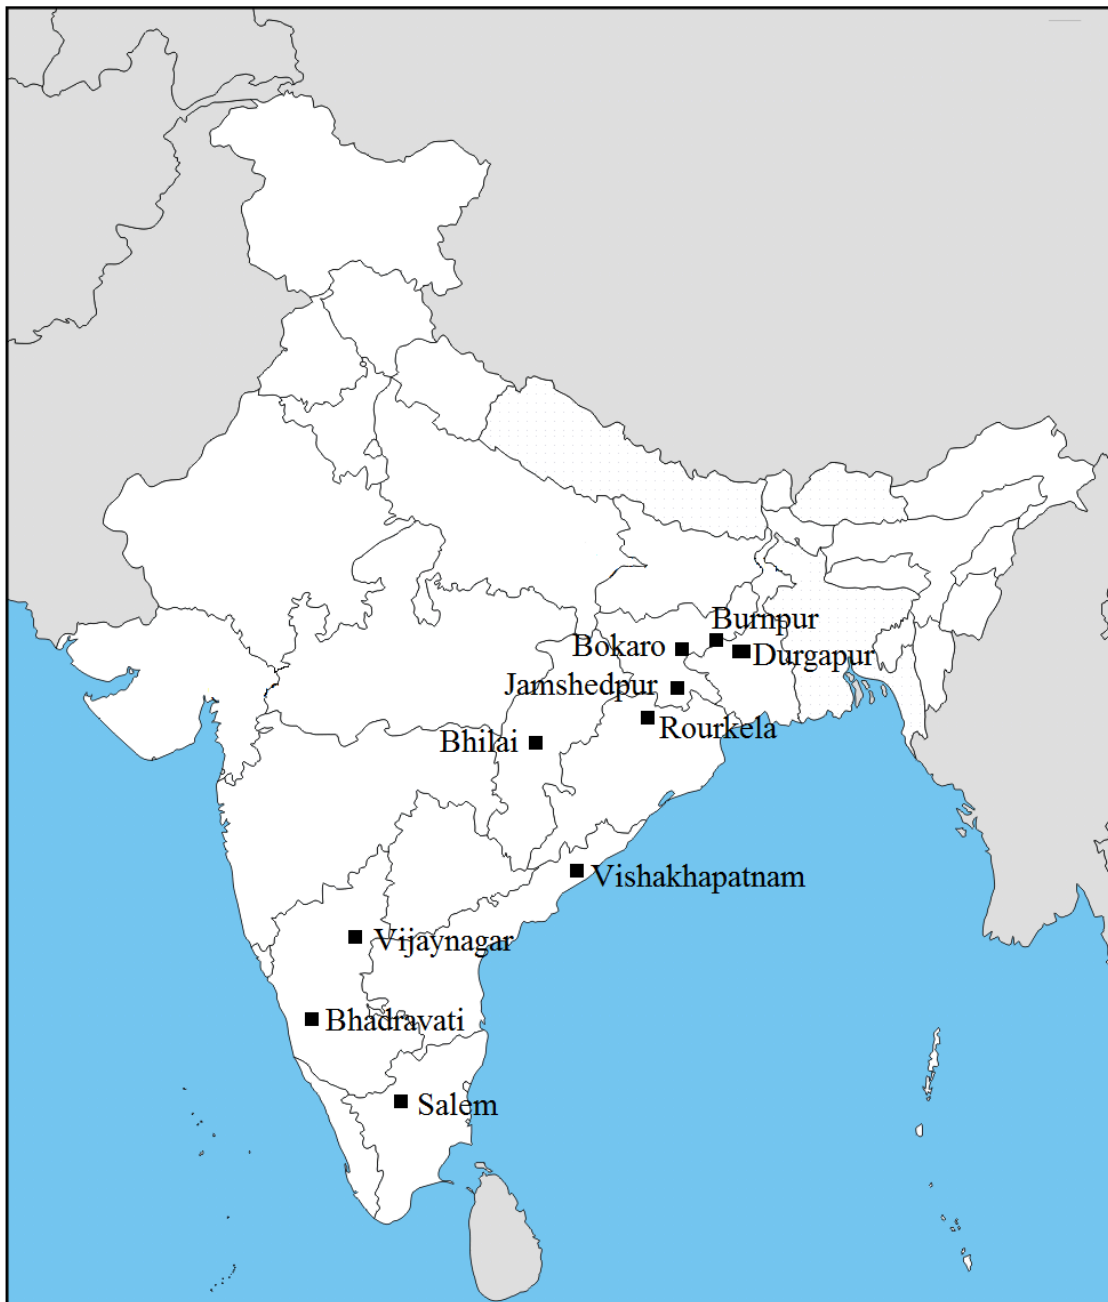 Burnpur
Bokaro
Durgapur
Jamshedpur
Rourkela
Bhilai
Vishakhapatnam
Vijaynagar
Bhadravati
Salem